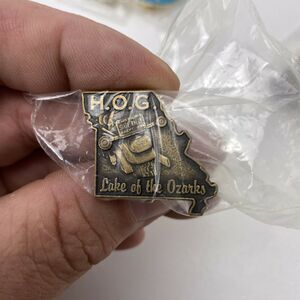 H.O.G.
Lake of the Ozarks